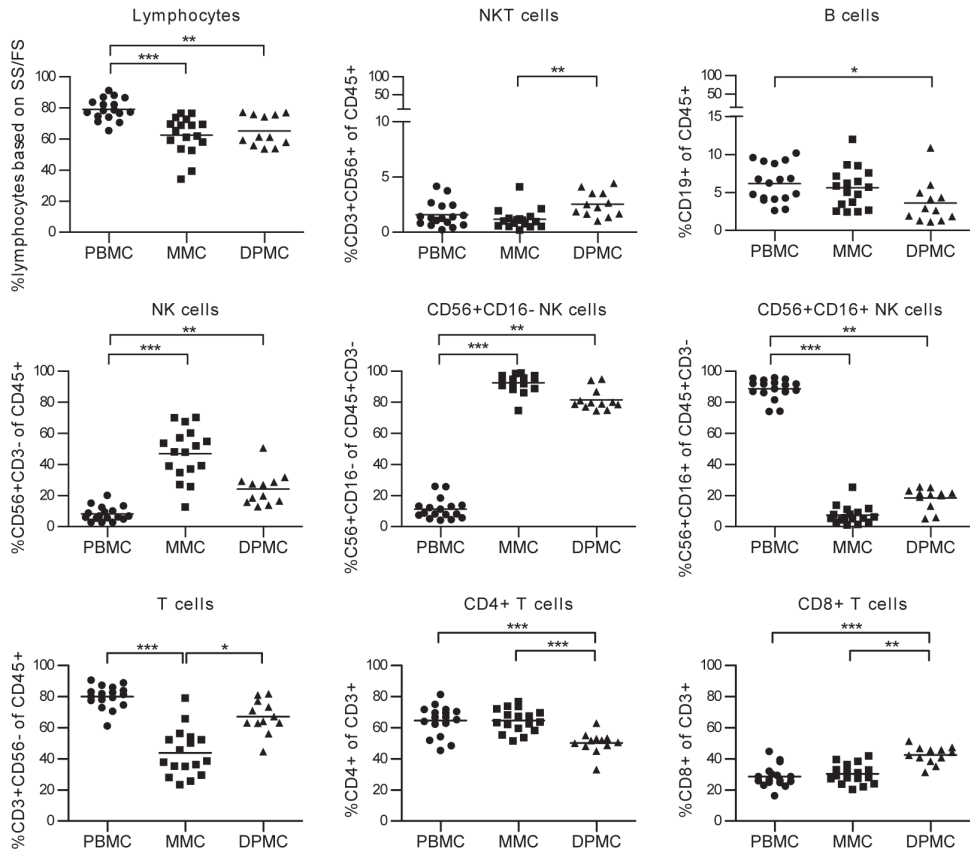 Lymphocytes
**
***
%lymphocytes based on SS/FS
100
80
60
40
20
0
PBMC MMC DPMC
NKT cells
**
%CD3+CD56+ of CD45+
100
50
10
5
0
PBMC MMC DPMC
B cells
*
%CD19+ of CD45+
100
50
15
10
5
0
PBMC MMC DPMC
NK cells
**
***
%CD56+CD3- of CD45+
100
80
60
40
20
0
PBMC MMC DPMC
CD56+CD16- NK cells
**
***
%C56+CD16- of CD45+CD3-
100
80
60
40
20
0
PBMC MMC DPMC
CD56+CD16+ NK cells
**
***
%C56+CD16+ of CD45+CD3-
100
80
60
40
20
0
PBMC MMC DPMC
T cells
*** *
%CD3+CD56- of CD45+
100
80
60
40
20
0
PBMC MMC DPMC
CD4+ T cells
***
***
%CD4+ of CD3+
100
80
60
40
20
0
PBMC MMC DPMC
CD8+ T cells
***
**
%CD8+ of CD3+
100
80
60
40
20
0
PBMC MMC DPMC